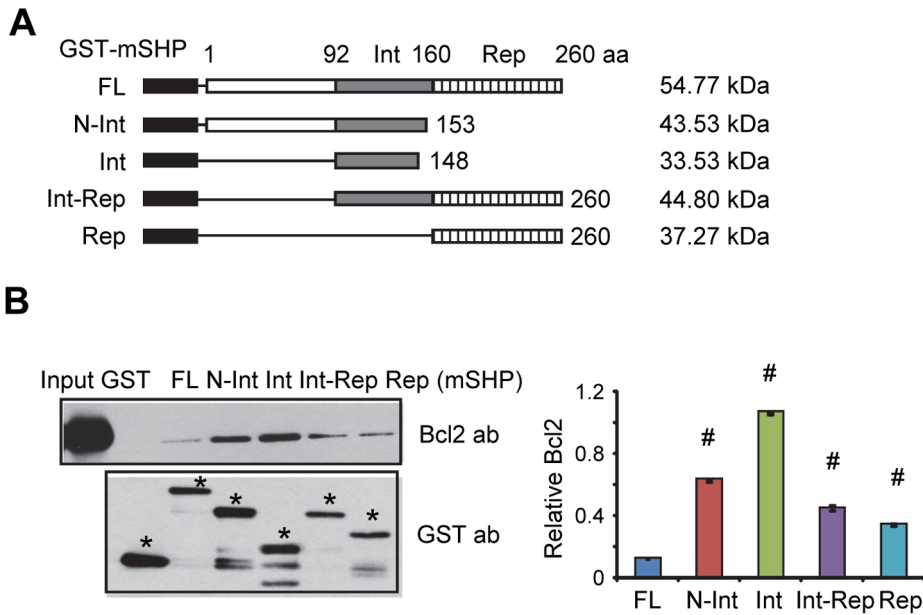 A
GST-mSHP 1 92 Int 160 Rep 260 aa
FL 54.77 kDa
N-Int 153 43.53 kDa
Int 148 33.53 kDa
Int-Rep 260 44.80 kDa
Rep 260 37.27 kDa
B
Input GST FL N-Int Int Int-Rep Rep (mSHP)
Bcl2 ab
* * * * * *
GST ab
Relative Bcl2
1.2
0.8
0.4
0
# # # #
FL N-Int Int Int-Rep Rep